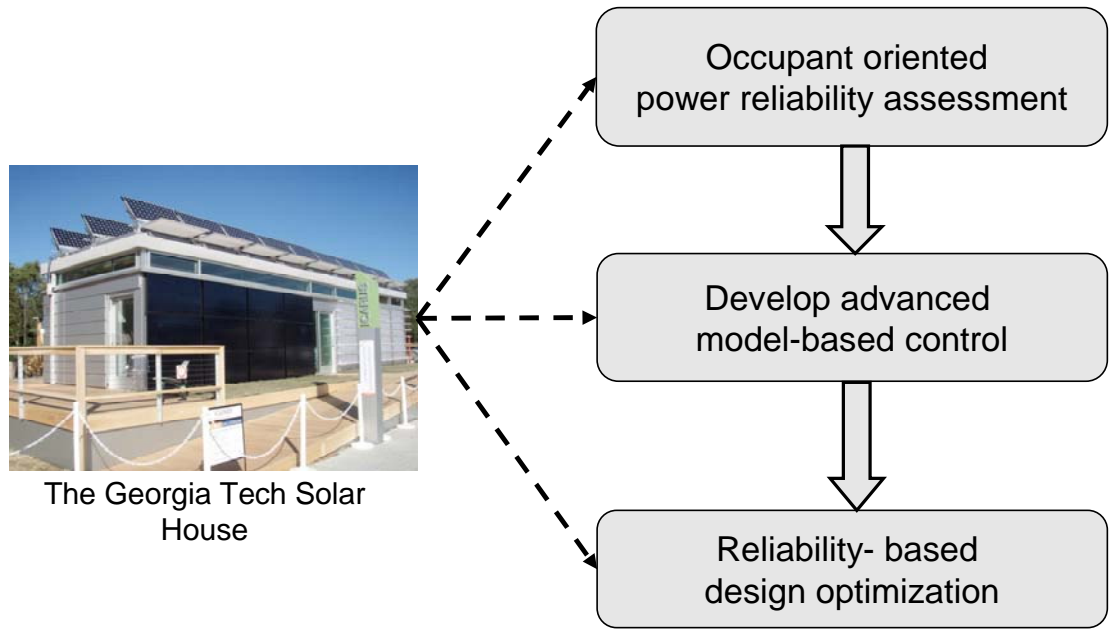 Occupant oriented
power reliability assessment
Develop advanced
model-based control
ICARUS
The Georgia Tech Solar
House
Reliability- based
design optimization